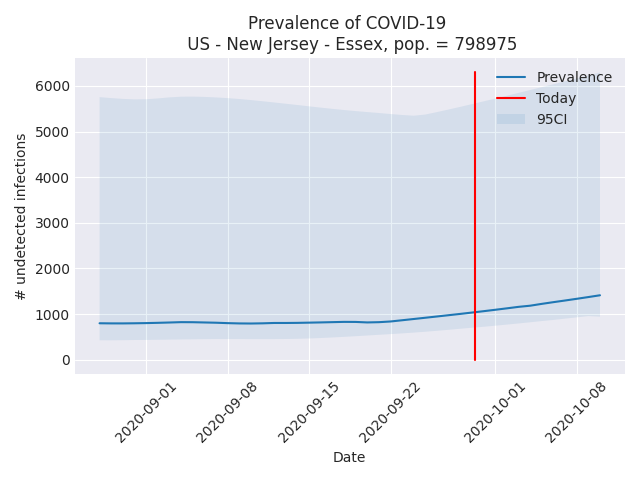 Prevalence of COVID-19
US - New Jersey - Essex, pop. = 798975
Prevalence
Today
95CI
# undetected infections
6000
5000
4000
3000
2000
1000
0
2020-09-01
2020-09-08
2020-09-15
2020-09-22
2020-10-01
2020-10-08
Date